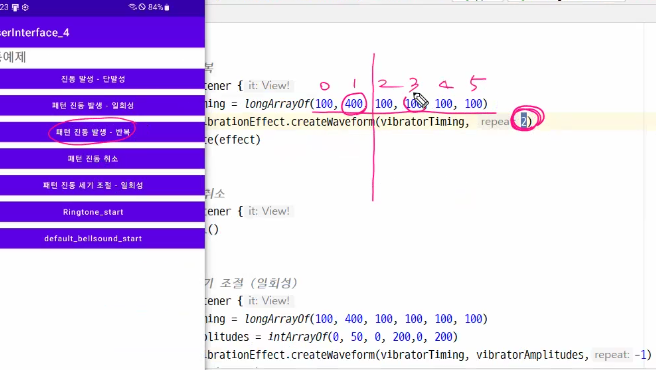 23
84%
serInterface_4
예제
진동 발생 - 단발성
패턴 진동 발생 - 일회성
패턴 진동 발생 - 반복
패턴 진동 취소
패턴 진동 세기 조절 - 일회성
Ringtone_start
default_bellsound_start
복
tener { it: View!
0 1 2 3 4 5
ming = longArrayOf(100, 400, 100, 100, 100, 100)
ibrationEffect.createWaveform(vibratorTiming, repeat: 2)
te(effect)
취소
tener { it: View!
()
기 조절 (일회성)
tener { it: View!
ming = longArrayOf(100, 400, 100, 100, 100, 100)
plitudes = intArrayOf(0, 50, 0, 200,0, 200)
ibrationEffect.createWaveform(vibratorTiming, vibratorAmplitudes, repeat: -1)